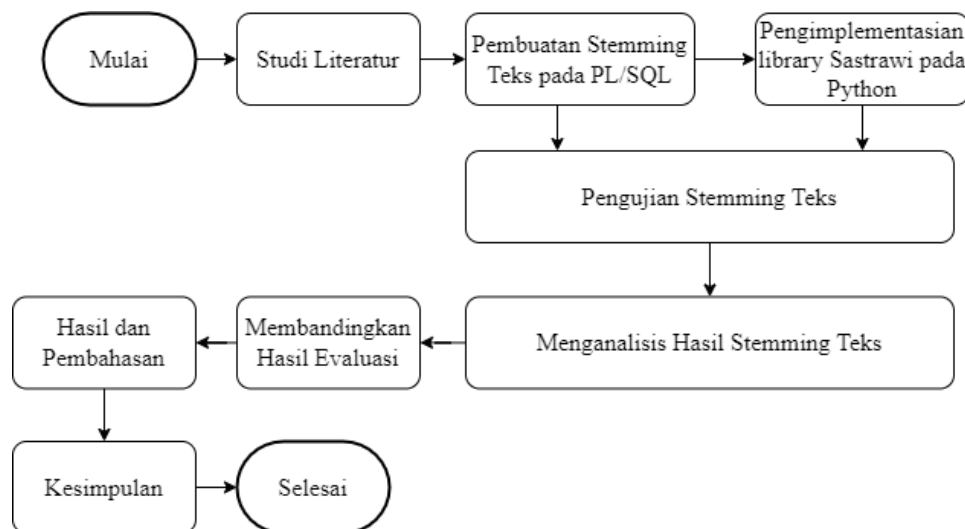 Mulai
Studi Literatur
Pembuatan Stemming
Teks pada PL/SQL
Pengimplementasian
library Sastrawi pada
Python
Pengujian Stemming Teks
Menganalisis Hasil Stemming Teks
Membandingkan
Hasil Evaluasi
Hasil dan
Pembahasan
Kesimpulan
Selesai